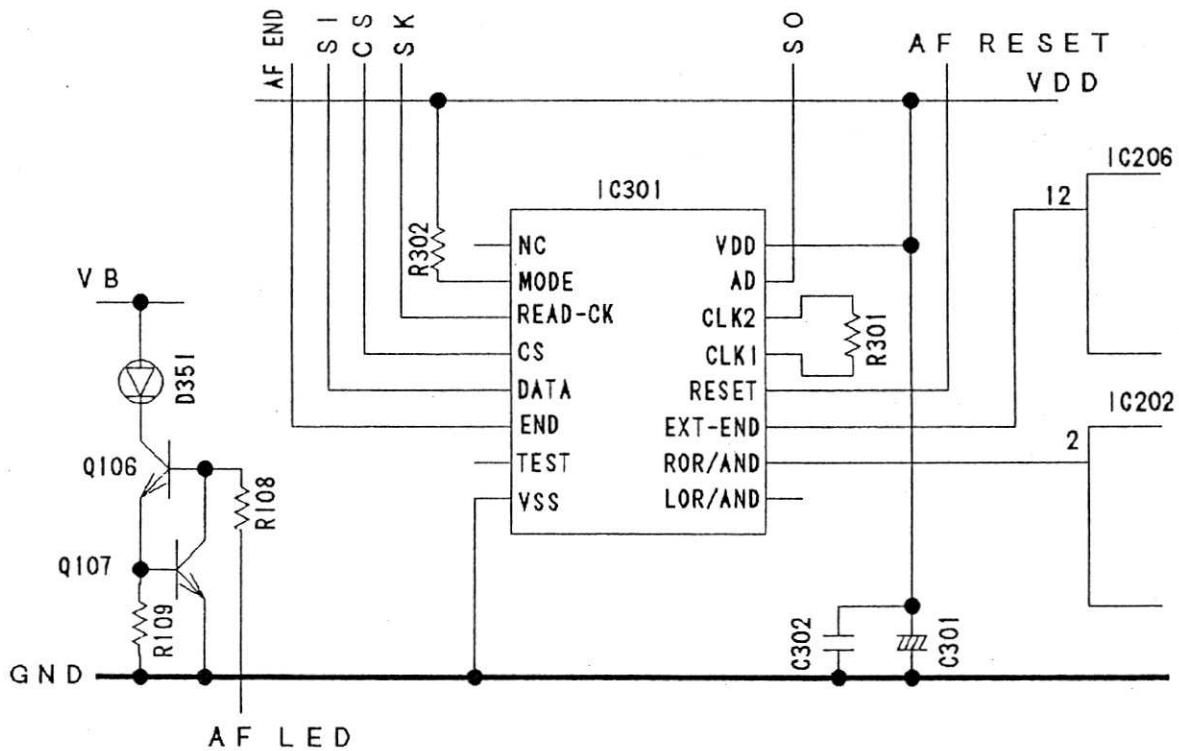 AF END
SI
CS
SK
SO
AF RESET
VDD
IC206
12
IC301
R302
NC
VDD
MODE
AD
VB
READ-CK
CLK2
R301
CS
CLK1
D351
DATA
RESET
IC202
END
EXT-END
2
Q106
TEST
ROR/AND
R108
VSS
LOR/AND
Q107
R109
C302
C301
GND
AF LED